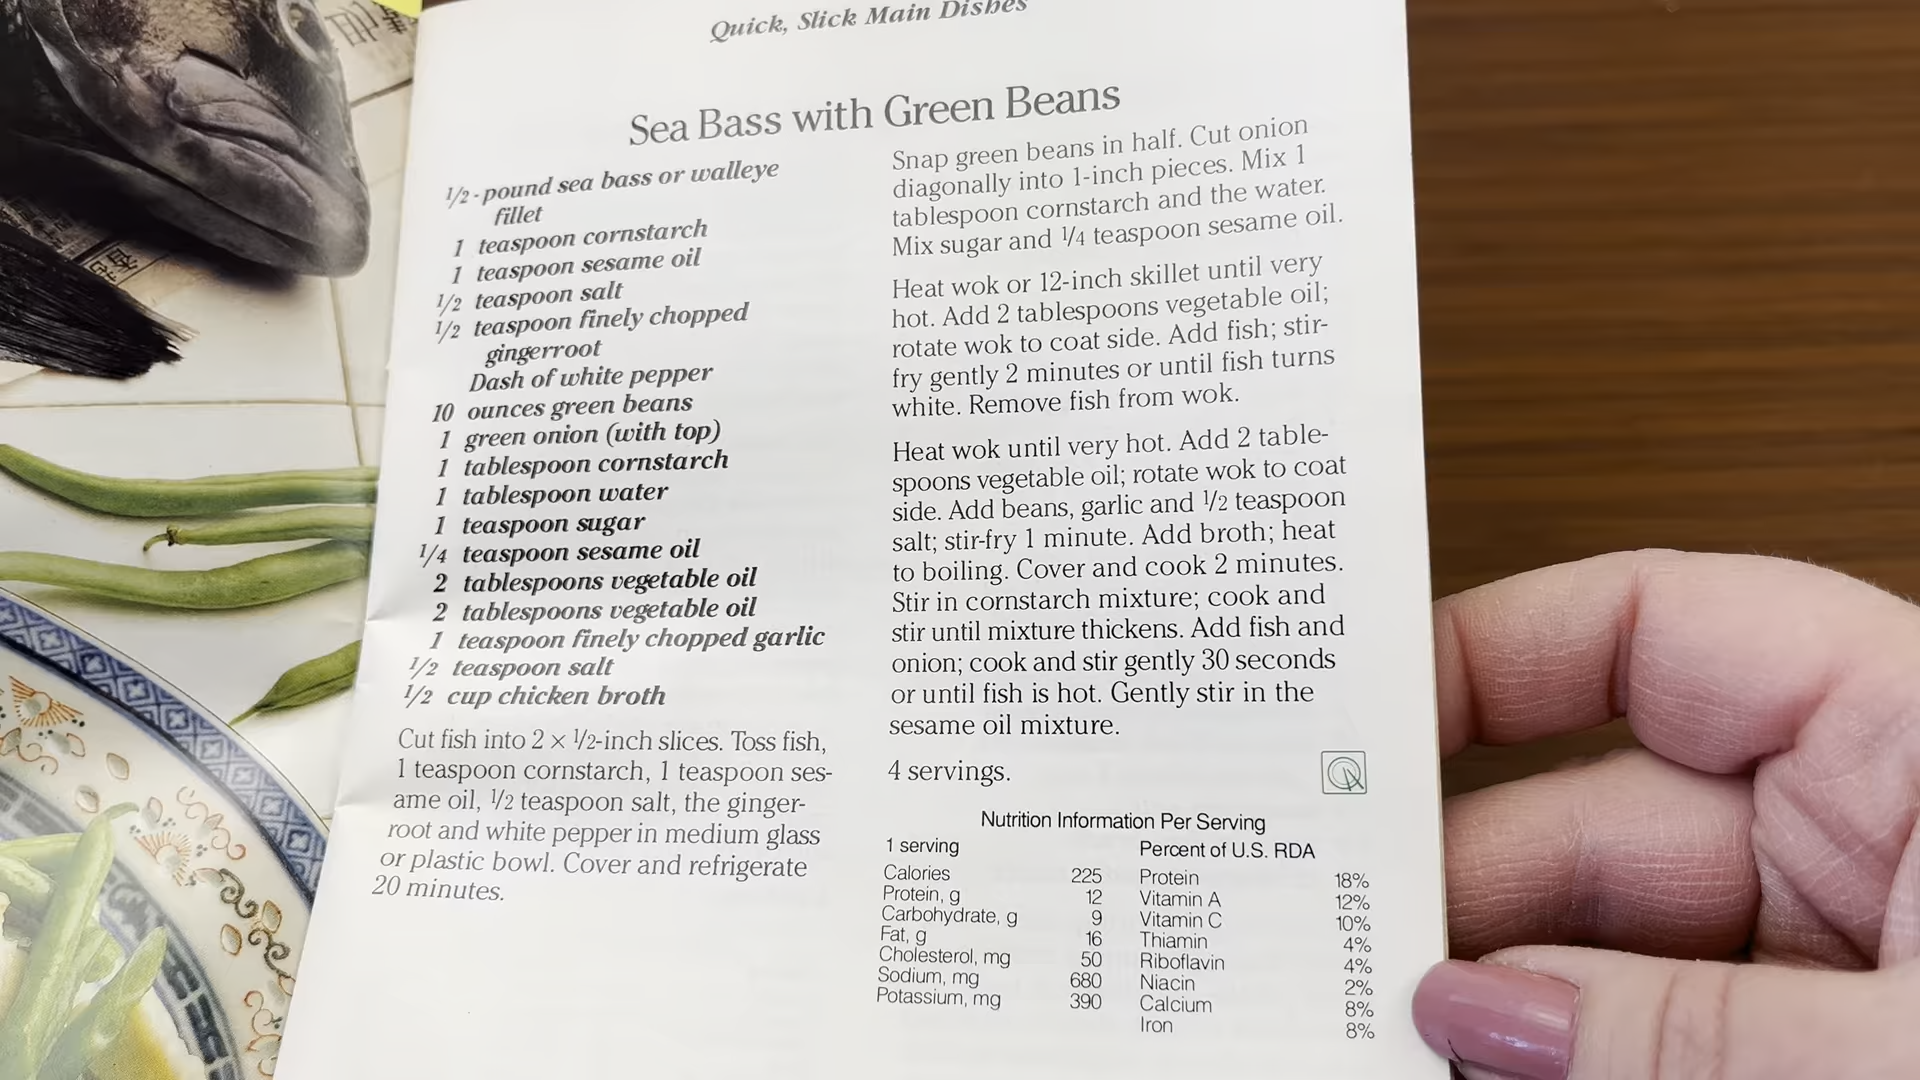 Quick, Slick Main Dishes
Sea Bass with Green Beans
1/2 - pound sea bass or walleye
fillet
1 teaspoon cornstarch
1 teaspoon sesame oil
1/2 teaspoon salt
1/2 teaspoon finely chopped
gingerroot
Dash of white pepper
10 ounces green beans
1 green onion (with top)
1 tablespoon cornstarch
1 tablespoon water
1 teaspoon sugar
1/4 teaspoon sesame oil
2 tablespoons vegetable oil
2 tablespoons vegetable oil
1 teaspoon finely chopped garlic
1/2 teaspoon salt
1/2 cup chicken broth
Cut fish into 2 × 1/2-inch slices. Toss fish,
1 teaspoon cornstarch, 1 teaspoon ses-
ame oil, 1/2 teaspoon salt, the ginger-
root and white pepper in medium glass
or plastic bowl. Cover and refrigerate
20 minutes.
Snap green beans in half. Cut onion
diagonally into 1-inch pieces. Mix 1
tablespoon cornstarch and the water.
Mix sugar and 1/4 teaspoon sesame oil.
Heat wok or 12-inch skillet until very
hot. Add 2 tablespoons vegetable oil;
rotate wok to coat side. Add fish; stir-
fry gently 2 minutes or until fish turns
white. Remove fish from wok.
Heat wok until very hot. Add 2 table-
spoons vegetable oil; rotate wok to coat
side. Add beans, garlic and 1/2 teaspoon
salt; stir-fry 1 minute. Add broth; heat
to boiling. Cover and cook 2 minutes.
Stir in cornstarch mixture; cook and
stir until mixture thickens. Add fish and
onion; cook and stir gently 30 seconds
or until fish is hot. Gently stir in the
sesame oil mixture.
4 servings.
Nutrition Information Per Serving
1 serving Percent of U.S. RDA
Calories 225 Protein 18%
Protein, g 12 Vitamin A 12%
Carbohydrate, g 9 Vitamin C 10%
Fat, g 16 Thiamin 4%
Cholesterol, mg 50 Riboflavin 4%
Sodium, mg 680 Niacin 2%
Potassium, mg 390 Calcium 8%
Iron 8%